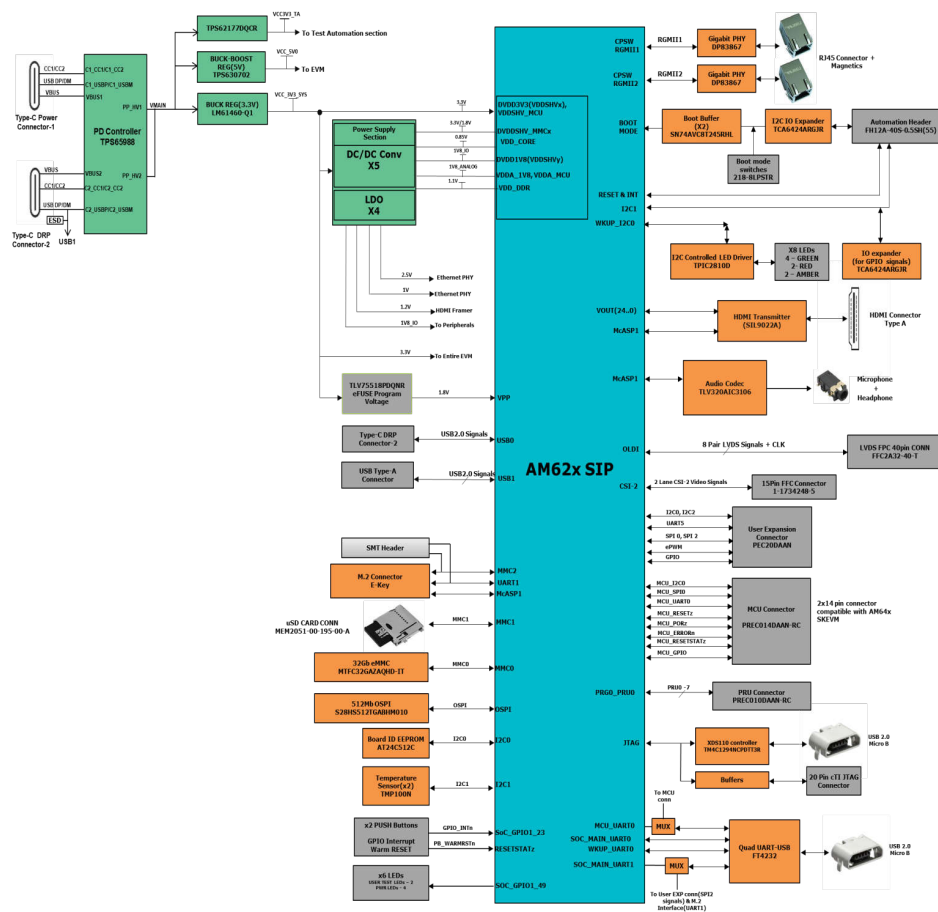 TPS62177DQCR
VCC3V3_TA
To Test Automation section
BUCK-BOOST
REG(5V)
TPS630702
VCC_5V0
To EVM
BUCK REG(3.3V)
LM61460-Q1
VCC_3V3_SYS
CC1/CC2
USB DP/DM
VBUS
C1_CC1/C1_CC2
C1_USBP/C1_USBM
VBUS1
PP_HV1
VMAIN
Type-C Power
Connector-1
PD Controller
TPS65988
VBUS
CC1/CC2
USB DP/DM
VBUS2
C2_CC1/C2_CC2
C2_USBP/C2_USBM
PP_HV2
ESD
USB1
Type-C DRP
Connector-2
Power Supply
Section
DC/DC Conv
X5
LDO
X4
3.3V
3.3V/1.8V
0.85V
1V8_IO
1V8_ANALOG
1.1V
DVDD3V3(VDDSHVx),
VDDSHV_MCU
DVDDSHV_MMCx
VDD_CORE
DVDD1V8(VDDSHVy)
VDDA_1V8, VDDA_MCU
VDD_DDR
2.5V
Ethernet PHY
1V
Ethernet PHY
1.2V
HDMI Framer
1V8_IO
To Peripherals
3.3V
To Entire EVM
TLV75518PDQNR
eFUSE Program
Voltage
1.8V
VPP
Type-C DRP
Connector-2
USB2.0 Signals
USB0
USB Type-A
Connector
USB2.0 Signals
USB1
SMT Header
M.2 Connector
E-Key
MMC2
UART1
McASP1
uSD CARD CONN
MEM2051-00-195-00-A
MMC1
MMC1
32Gb eMMC
MTFC32GAZAQHD-IT
MMC0
MMC0
512Mb OSPI
S28HS512TGABHM010
OSPI
OSPI
Board ID EEPROM
AT24C512C
I2C0
I2C0
Temperature
Sensor(x2)
TMP100N
I2C1
I2C1
x2 PUSH Buttons
GPIO Interrupt
Warm RESET
GPIO_INTn
PB_WARMRSTn
SoC_GPIO1_23
RESETSTATz
x6 LEDs
USER TEST LEDs - 2
PWR LEDs - 4
SOC_GPIO1_49
AM62x SIP
CPSW
RGMII1
RGMII1
Gigabit PHY
DP83867
CPSW
RGMII2
RGMII2
Gigabit PHY
DP83867
RJ45 Connector +
Magnetics
BOOT
MODE
Boot Buffer
(X2)
SN74AVC8T245RHL
I2C IO Expander
TCA6424ARGJR
Automation Header
FH12A-40S-0.5SH(55)
Boot mode
switches
218-8LPSTR
RESET & INT
I2C1
WKUP_I2C0
I2C Controlled LED Driver
TPIC2810D
X8 LEDs
4 - GREEN
2- RED
2 - AMBER
IO expander
(for GPIO signals)
TCA6424ARGJR
VOUT(24..0)
McASP1
HDMI Transmitter
(SIL9022A)
HDMI Connector
Type A
McASP1
Audio Codec
TLV320AIC3106
Microphone
+
Headphone
OLDI
8 Pair LVDS Signals + CLK
LVDS FPC 40pin CONN
FFC2A32-40-T
CSI-2
2 Lane CSI-2 Video Signals
15Pin FFC Connector
1-1734248-5
I2C0, I2C2
UART5
SPI 0, SPI 2
ePWM
GPIO
User Expansion
Connector
PEC20DAAN
MCU_I2C0
MCU_SPI0
MCU_UART0
MCU_RESETz
MCU_PORz
MCU_ERRORn
MCU_RESETSTATz
MCU_GPIO
MCU Connector
PREC014DAAN-RC
2x14 pin connector
compatible with AM64x
SKEVM
PRG0_PRU0
PRU0 -7
PRU Connector
PREC010DAAN-RC
JTAG
XDS110 controller
TM4C1294NCPDTT3R
USB 2.0
Micro B
Buffers
20 Pin cTI JTAG
Connector
To MCU
conn
MCU_UART0
MUX
SOC_MAIN_UART0
WKUP_UART0
SOC_MAIN_UART1
MUX
Quad UART-USB
FT4232
USB 2.0
Micro B
To User EXP conn(SPI2
signals) & M.2
Interface(UART1)